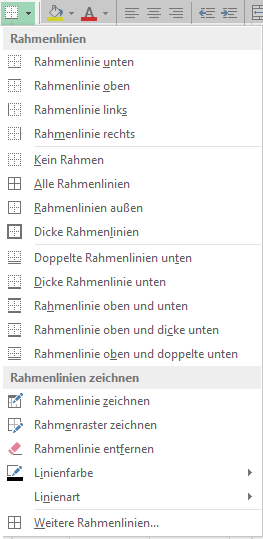 Rahmenlinien
Rahmenlinie unten
Rahmenlinie oben
Rahmenlinie links
Rahmenlinie rechts
Kein Rahmen
Alle Rahmenlinien
Rahmenlinien außen
Dicke Rahmenlinien
Doppelte Rahmenlinien unten
Dicke Rahmenlinie unten
Rahmenlinie oben und unten
Rahmenlinie oben und dicke unten
Rahmenlinie oben und doppelte unten
Rahmenlinien zeichnen
Rahmenlinie zeichnen
Rahmenraster zeichnen
Rahmenlinie entfernen
Linienfarbe
Linienart
Weitere Rahmenlinien...